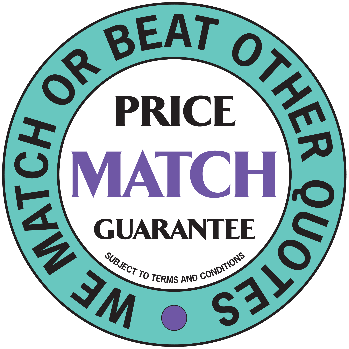 WE MATCH OR BEAT OTHER QUOTES
PRICE
MATCH
GUARANTEE
SUBJECT TO TERMS AND CONDITIONS